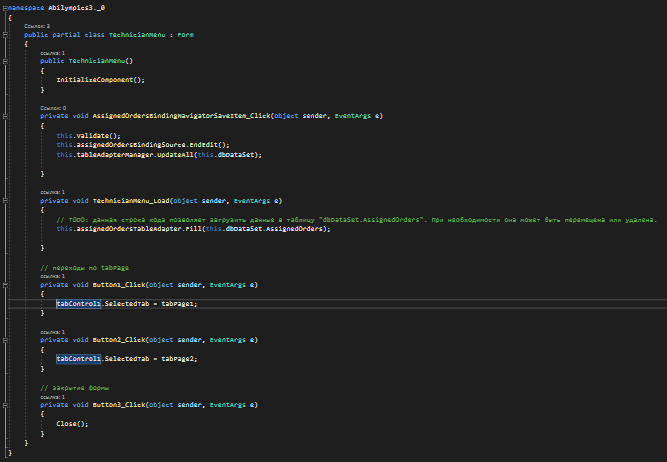 namespace Abilympics3._0
{
Ссылок: 3
public partial class TechnicianMenu : Form
{
ссылка: 1
public TechnicianMenu()
{
InitializeComponent();
}
Ссылок: 0
private void AssignedOrdersBindingNavigatorSaveItem_Click(object sender, EventArgs e)
{
this.Validate();
this.assignedOrdersBindingSource.EndEdit();
this.tableAdapterManager.UpdateAll(this.dbDataSet);
}
ссылка: 1
private void TechnicianMenu_Load(object sender, EventArgs e)
{
// TODO: данная строка кода позволяет загрузить данные в таблицу "dbDataSet.AssignedOrders". При необходимости она может быть перемещена или удалена.
this.assignedOrdersTableAdapter.Fill(this.dbDataSet.AssignedOrders);
}
// переходы по tabPage
ссылка: 1
private void Button1_Click(object sender, EventArgs e)
{
tabControl1.SelectedTab = tabPage1;
}
ссылка: 1
private void Button2_Click(object sender, EventArgs e)
{
tabControl1.SelectedTab = tabPage2;
}
// закрытие формы
ссылка: 1
private void Button3_Click(object sender, EventArgs e)
{
Close();
}
}
}